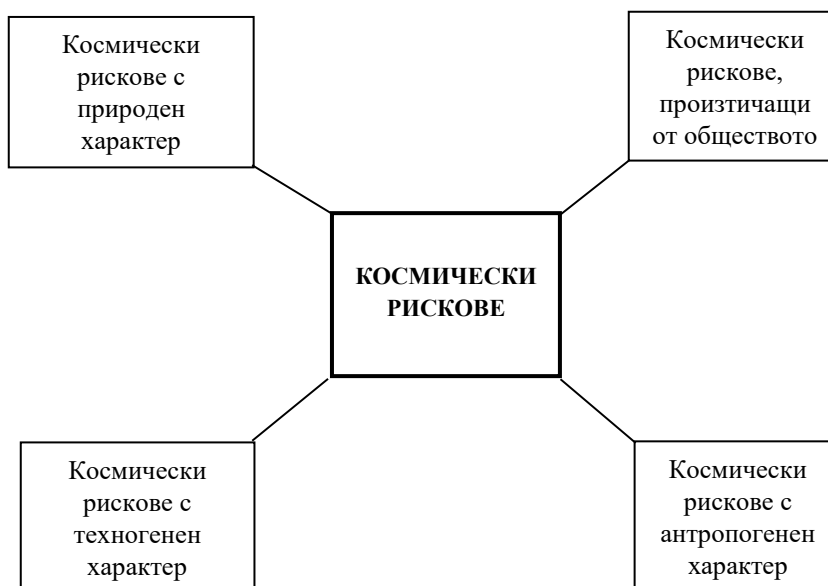 Космически
рискове с
природен
характер
Космически
рискове,
произтичащи
от обществото
КОСМИЧЕСКИ
РИСКОВЕ
Космически
рискове с
техногенен
характер
Космически
рискове с
антропогенен
характер